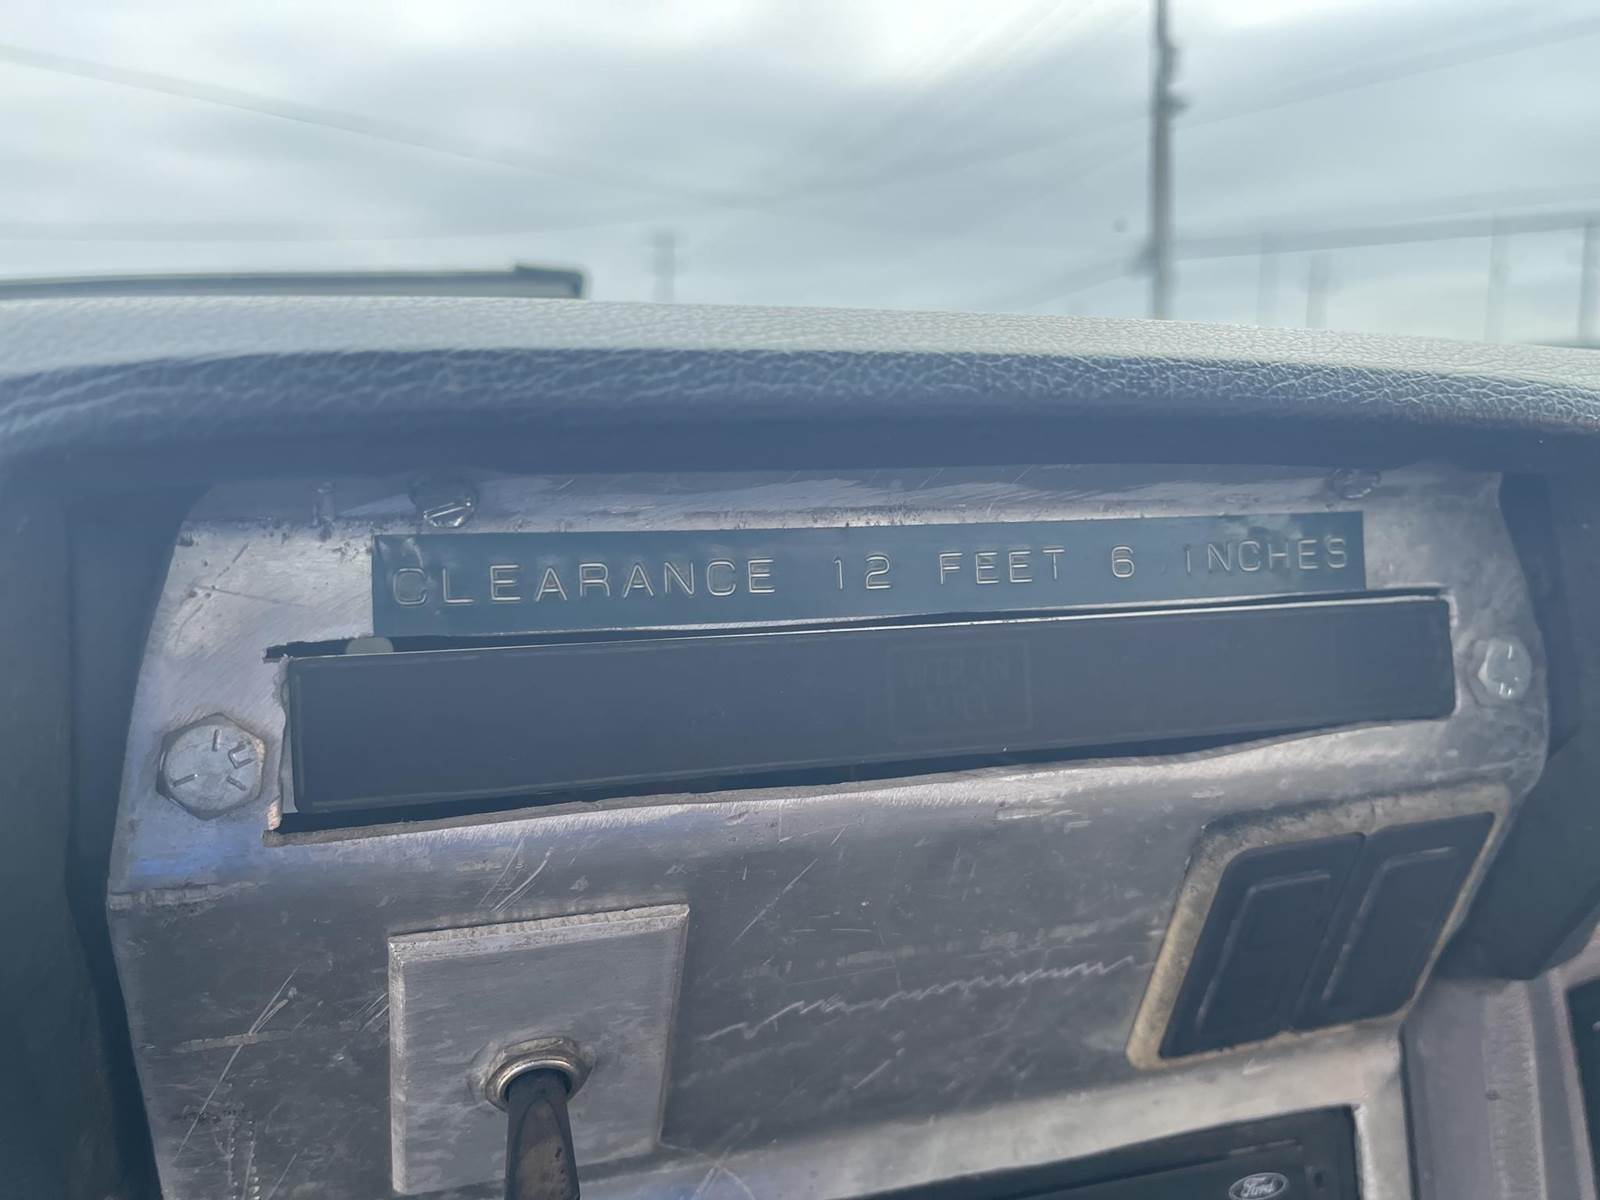 CLEARANCE 12 FEET 6 INCHES
Ford